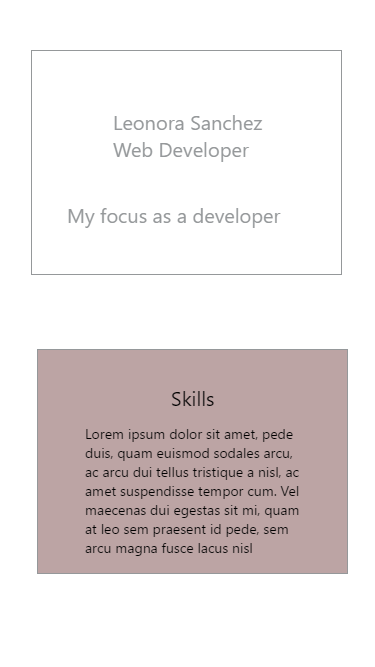 Leonora Sanchez
Web Developer
My focus as a developer
Skills
Lorem ipsum dolor sit amet, pede
duis, quam euismod sodales arcu,
ac arcu dui tellus tristique a nisl, ac
amet suspendisse tempor cum. Vel
maecenas dui egestas sit mi, quam
at leo sem praesent id pede, sem
arcu magna fusce lacus nisl